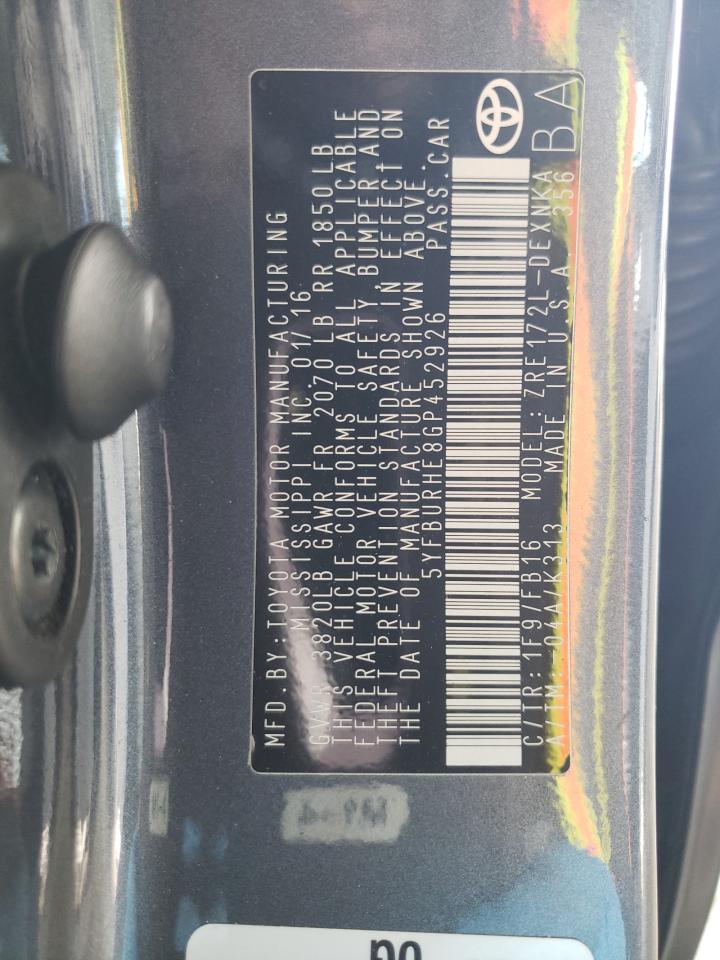 MFD.BY:TOYOTA MOTOR MANUFACTURING
MISSISSIPPI INC. 01/16
GVWR 3820LB GAWR FR 2070 LB RR 1850LB
THIS VEHICLE CONFORMS TO ALL APPLICABLE
FEDERAL MOTOR VEHICLE SAFETY, BUMPER AND
THEFT PREVENTION STANDARDS IN EFFECT ON
THE DATE OF MANUFACTURE SHOWN ABOVE.
5YFBURHE8GP452926 PASS.CAR
C/TR: 1F9/FB16 MODEL: ZRE172L-DEXNKA
A/TM: -04A/K313 MADE IN U S A 356
BA